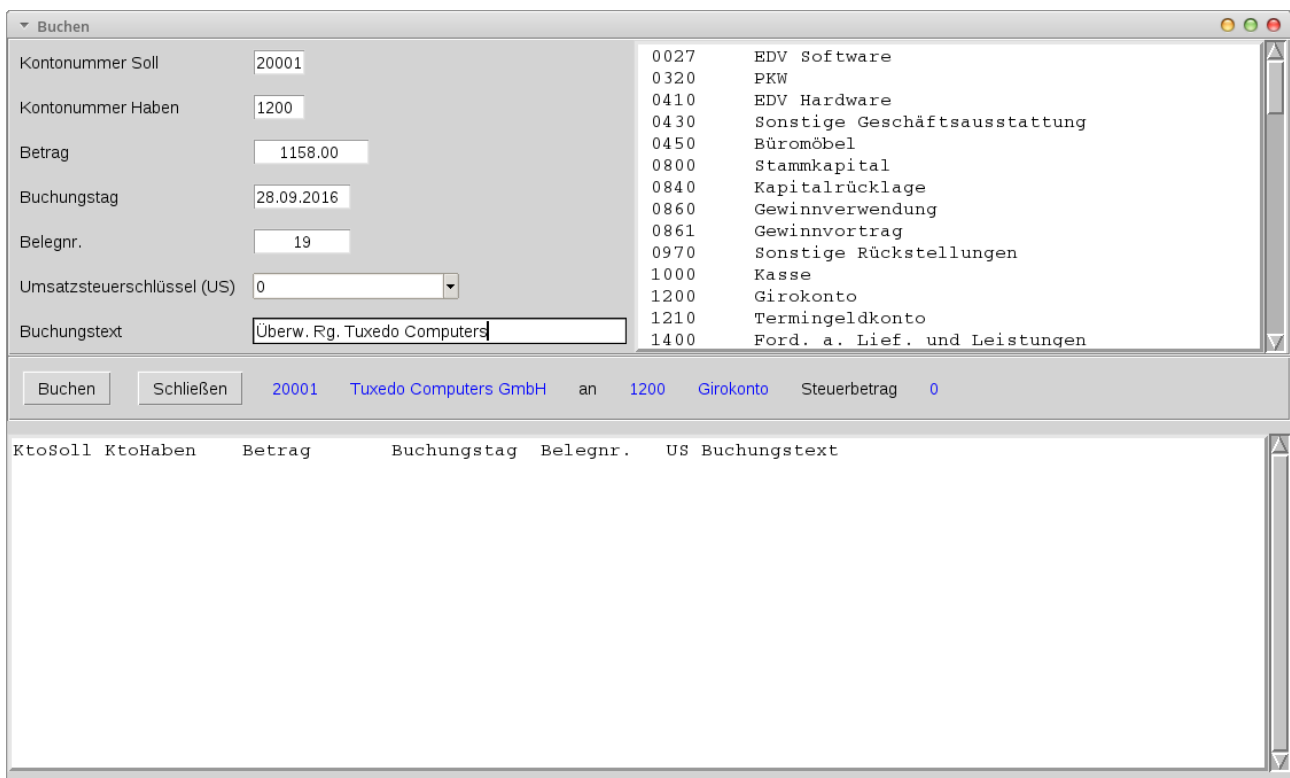 Buchen
Kontonummer Soll 20001
Kontonummer Haben 1200
Betrag 1158.00
Buchungstag 28.09.2016
Belegnr. 19
Umsatzsteuerschlüssel (US) 0
Buchungstext Überw. Rg. Tuxedo Computers
0027 EDV Software
0320 PKW
0410 EDV Hardware
0430 Sonstige Geschäftsausstattung
0450 Büromöbel
0800 Stammkapital
0840 Kapitalrücklage
0860 Gewinnverwendung
0861 Gewinnvortrag
0970 Sonstige Rückstellungen
1000 Kasse
1200 Girokonto
1210 Termingeldkonto
1400 Ford. a. Lief. und Leistungen
Buchen Schließen 20001 Tuxedo Computers GmbH an 1200 Girokonto Steuerbetrag 0
KtoSoll KtoHaben Betrag Buchungstag Belegnr. US Buchungstext